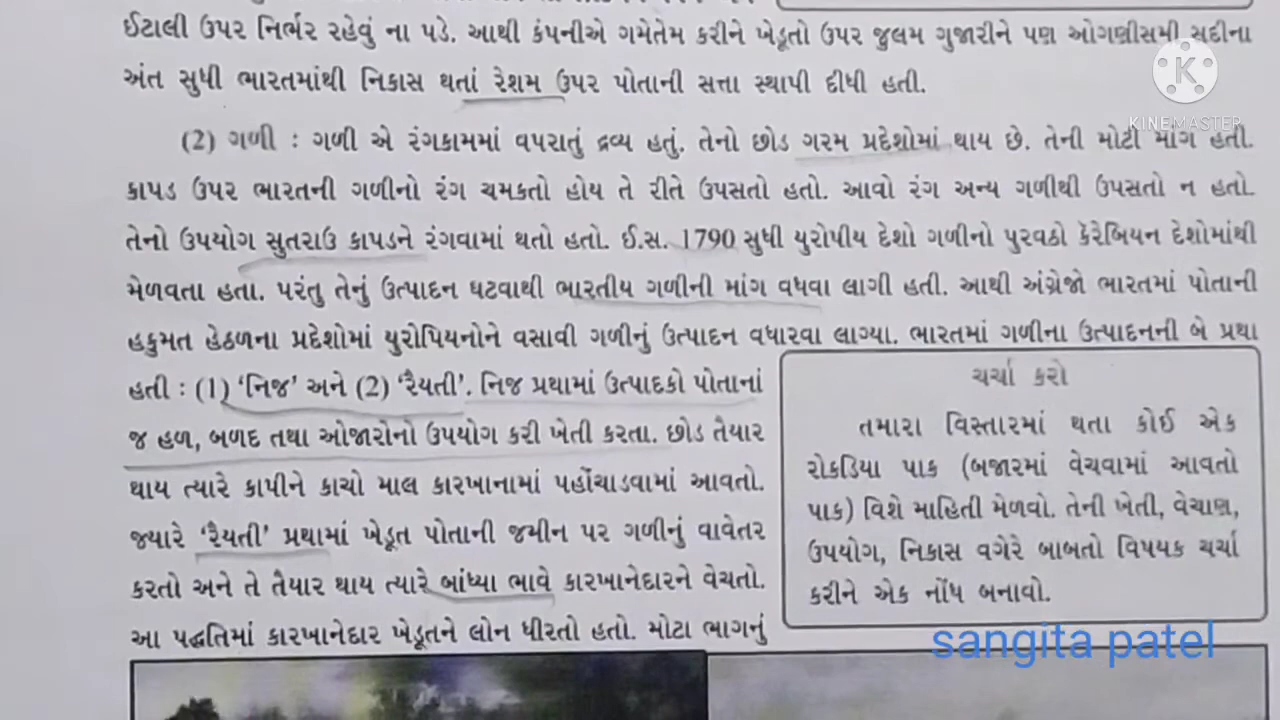 ઈટાલી ઉપર નિર્ભર રહેવું ના પડે. આથી કંપનીએ ગમેતેમ કરીને ખેડૂતો ઉપર જુલમ ગુજારીને પણ ઓગણીસમી સદીના
અંત સુધી ભારતમાંથી નિકાસ થતાં રેશમ ઉપર પોતાની સત્તા સ્થાપી દીધી હતી.
KINEMASTER
(2) ગળી : ગળી એ રંગકામમાં વપરાતું દ્રવ્ય હતું. તેનો છોડ ગરમ પ્રદેશોમાં થાય છે. તેની મોટી માંગ હતી.
કાપડ ઉપર ભારતની ગળીનો રંગ ચમકતો હોય તે રીતે ઉપસતો હતો. આવો રંગ અન્ય ગળીથી ઉપસતો ન હતો.
તેનો ઉપયોગ સુતરાઉ કાપડને રંગવામાં થતો હતો. ઈ.સ. 1790 સુધી યુરોપીય દેશો ગળીનો પુરવઠો કૅરેબિયન દેશોમાંથી
મેળવતા હતા. પરંતુ તેનું ઉત્પાદન ઘટવાથી ભારતીય ગળીની માંગ વધવા લાગી હતી. આથી અંગ્રેજો ભારતમાં પોતાની
હકુમત હેઠળના પ્રદેશોમાં યુરોપિયનોને વસાવી ગળીનું ઉત્પાદન વધારવા લાગ્યા. ભારતમાં ગળીના ઉત્પાદનની બે પ્રથા
હતી : (1) ‘નિજ’ અને (2) ‘રૈયતી’. નિજ પ્રથામાં ઉત્પાદકો પોતાનાં
જ હળ, બળદ તથા ઓજારોનો ઉપયોગ કરી ખેતી કરતા. છોડ તૈયાર
થાય ત્યારે કાપીને કાચો માલ કારખાનામાં પહોંચાડવામાં આવતો.
જ્યારે ‘રૈયતી’ પ્રથામાં ખેડૂત પોતાની જમીન પર ગળીનું વાવેતર
કરતો અને તે તૈયાર થાય ત્યારે બાંધ્યા ભાવે કારખાનેદારને વેચતો.
આ પદ્ધતિમાં કારખાનેદાર ખેડૂતને લોન ધીરતો હતો. મોટા ભાગનું
ચર્ચા કરો
તમારા વિસ્તારમાં થતા કોઈ એક
રોકડિયા પાક (બજારમાં વેચવામાં આવતો
પાક) વિશે માહિતી મેળવો. તેની ખેતી, વેચાણ,
ઉપયોગ, નિકાસ વગેરે બાબતો વિષયક ચર્ચા
કરીને એક નોંધ બનાવો.
sangita patel